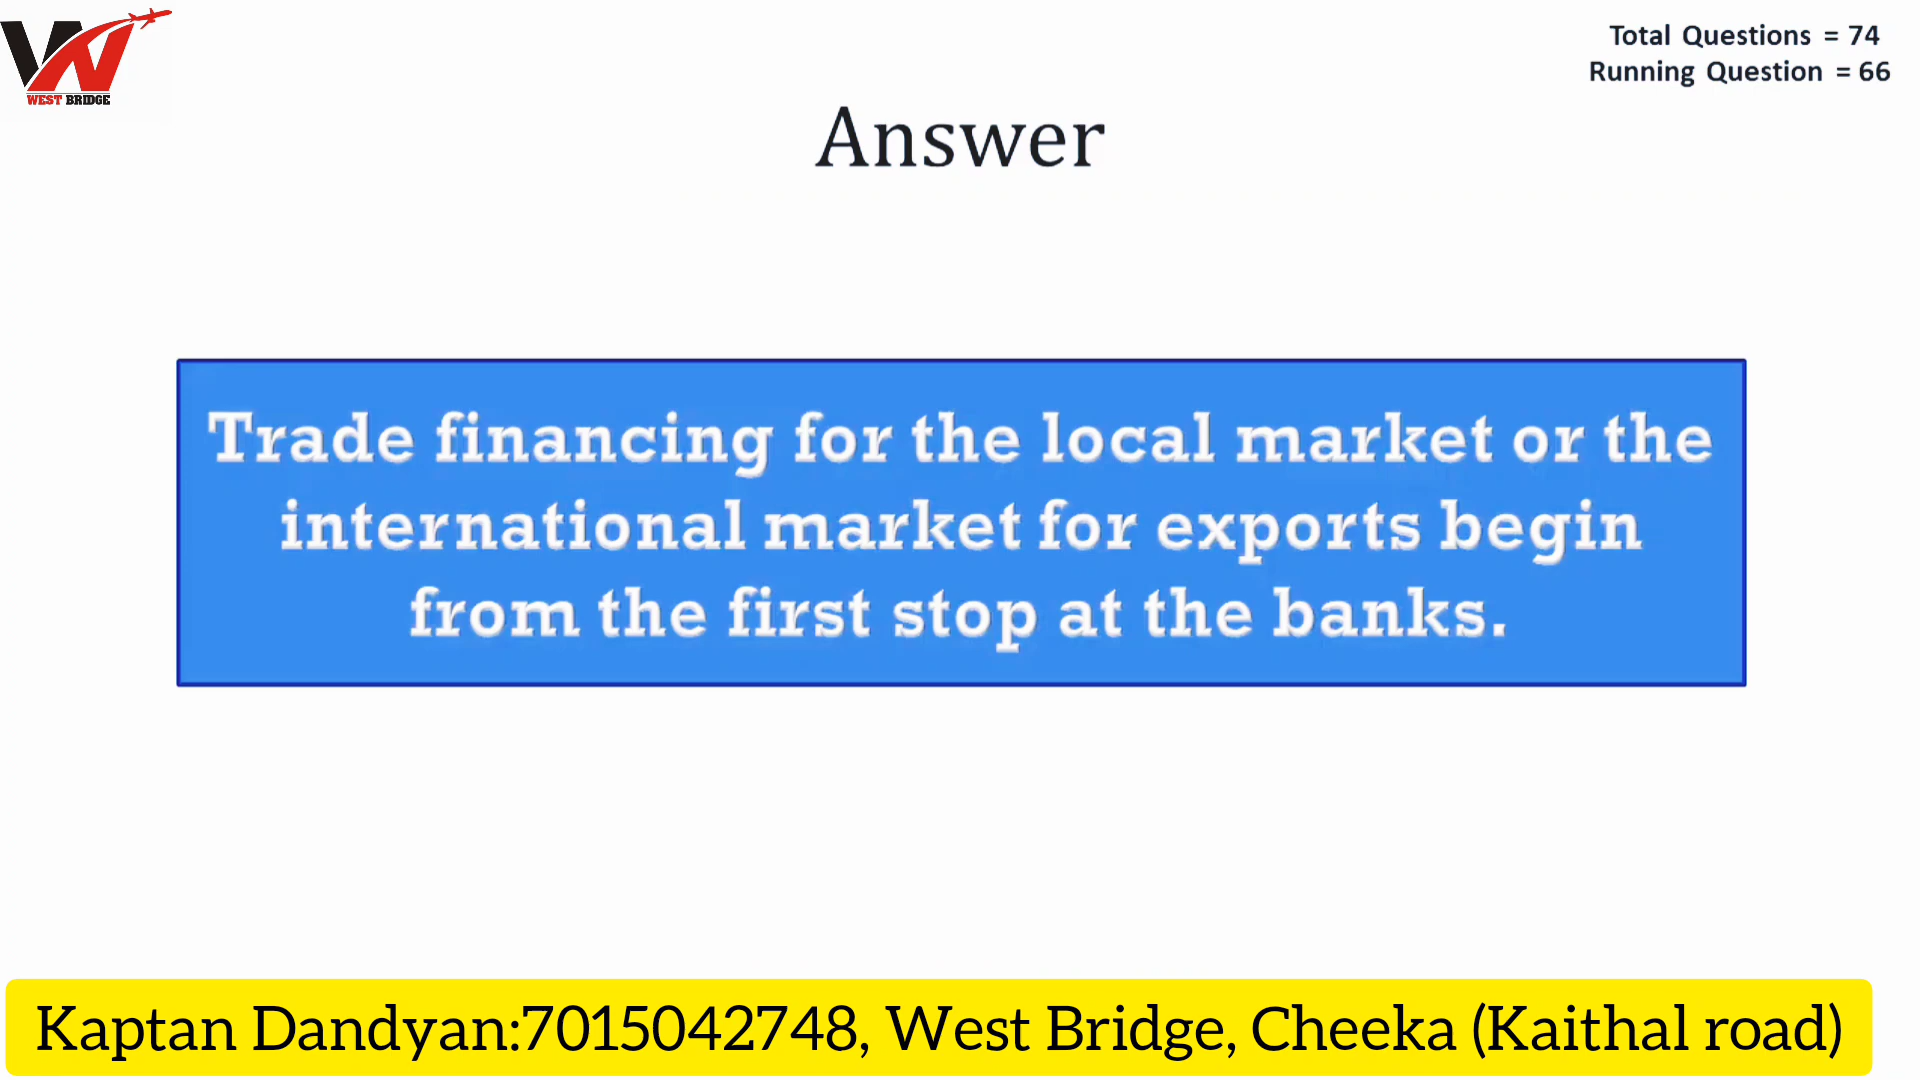 WEST BRIDGE
Total Questions = 74
Running Question = 66
Answer
Trade financing for the local market or the
international market for exports begin
from the first stop at the banks.
Kaptan Dandyan:7015042748, West Bridge, Cheeka (Kaithal road)